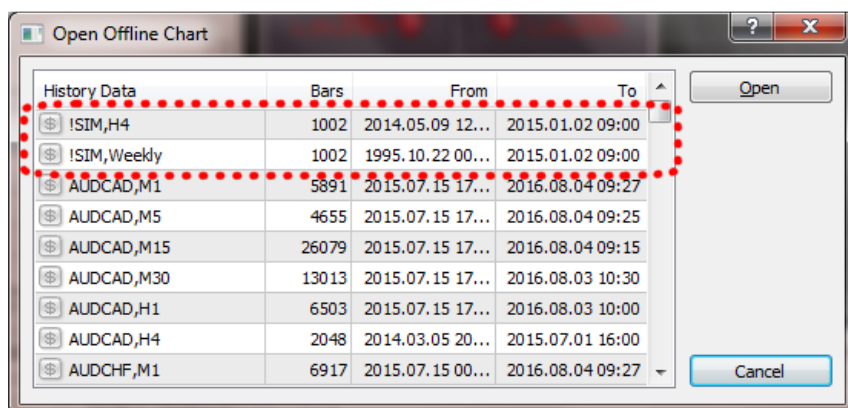 Open Offline Chart
?
X
History Data Bars From To
!SIM,H4 1002 2014.05.09 12... 2015.01.02 09:00
!SIM,Weekly 1002 1995.10.22 00... 2015.01.02 09:00
AUDCAD,M1 5891 2015.07.15 17... 2016.08.04 09:27
AUDCAD,M5 4655 2015.07.15 17... 2016.08.04 09:25
AUDCAD,M15 26079 2015.07.15 17... 2016.08.04 09:15
AUDCAD,M30 13013 2015.07.15 17... 2016.08.03 10:30
AUDCAD,H1 6503 2015.07.15 17... 2016.08.03 10:00
AUDCAD,H4 2048 2014.03.05 20... 2015.07.01 16:00
AUDCHF,M1 6917 2015.07.15 00... 2016.08.04 09:27
Open
Cancel